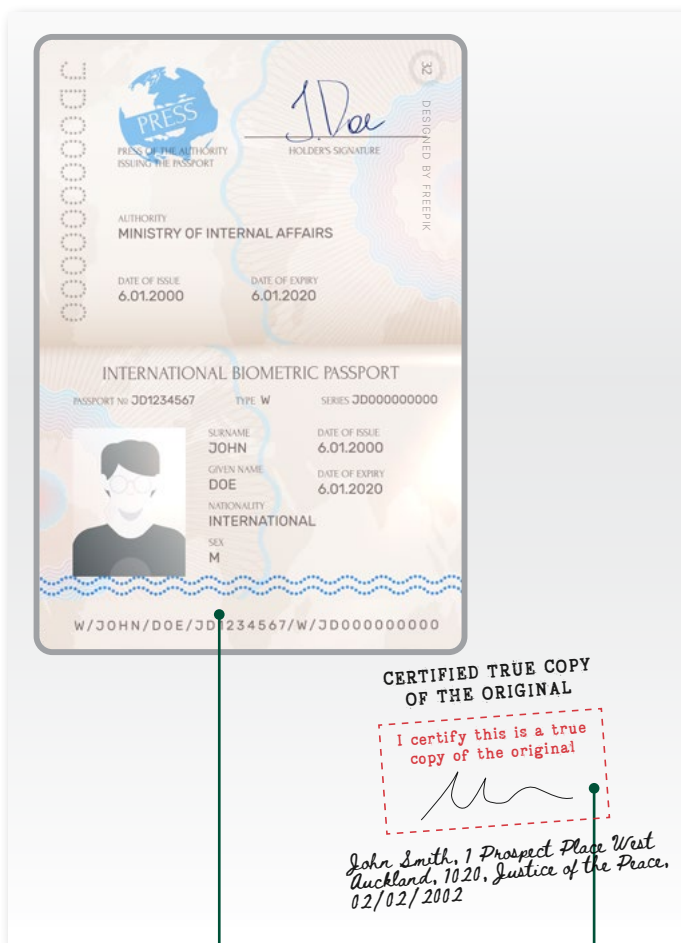 JD0000000000
PRESS
PRESS OF THE AUTHORITY
ISSUING THE PASSPORT
J.Doe
HOLDER'S SIGNATURE
32
DESIGNED BY FREEPIK
AUTHORITY
MINISTRY OF INTERNAL AFFAIRS
DATE OF ISSUE DATE OF EXPIRY
6.01.2000 6.01.2020
INTERNATIONAL BIOMETRIC PASSPORT
PASSPORT № JD1234567 TYPE W SERIES JD000000000
SURNAME DATE OF ISSUE
JOHN 6.01.2000
GIVEN NAME DATE OF EXPIRY
DOE 6.01.2020
NATIONALITY
INTERNATIONAL
SEX
M
W/JOHN/DOE/JD1234567/W/JD0000000000
CERTIFIED TRUE COPY
OF THE ORIGINAL
I certify this is a true
copy of the original
John Smith, 1 Prospect Place West
Auckland, 1020, Justice of the Peace,
02/02/2002